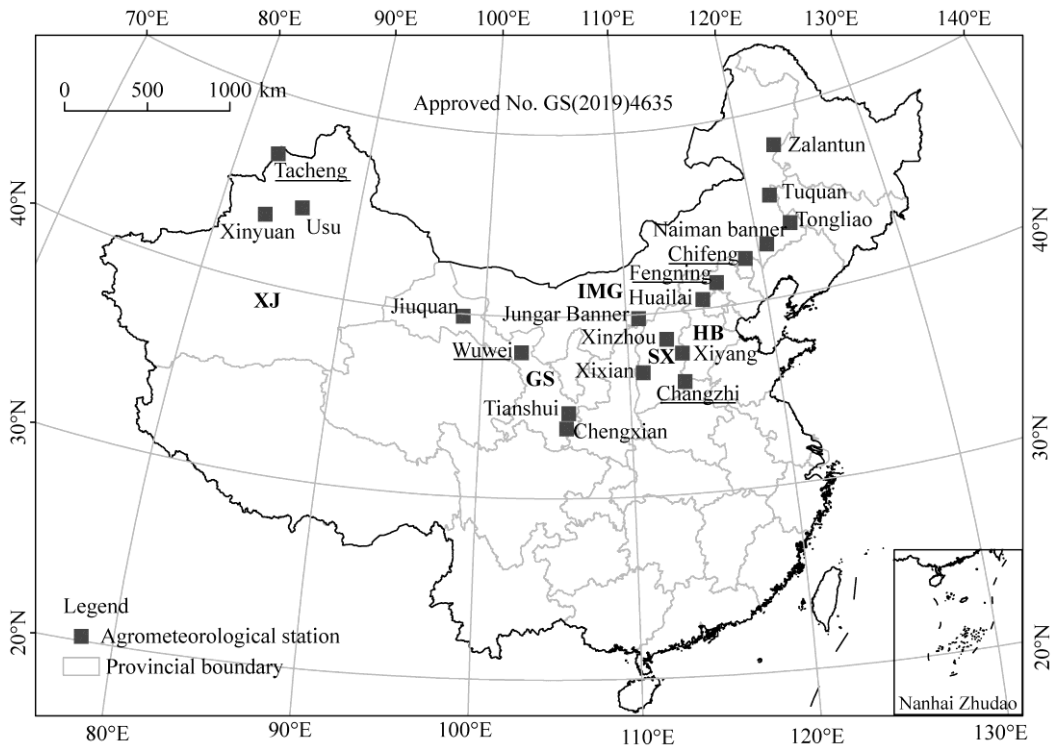 70°E 80°E 90°E 100°E 110°E 120°E 130°E 140°E
0 500 1000 km
Approved No. GS(2019)4635
Zalantun
Tacheng
Tuquan
40°N
Xinyuan
Usu
Tongliao
Naiman banner
40°N
Chifeng
Fengning
XJ
IMG
Huailai
Jiuquan
Jungar Banner
HB
Xinzhou
Wuwei
SX
Xiyang
Xixian
GS
Changzhi
Tianshui
30°N
Chengxian
30°N
Legend
Agrometeorological station
Provincial boundary
20°N
20°N
Nanhai Zhudao
80°E 90°E 100°E 110°E 120°E 130°E